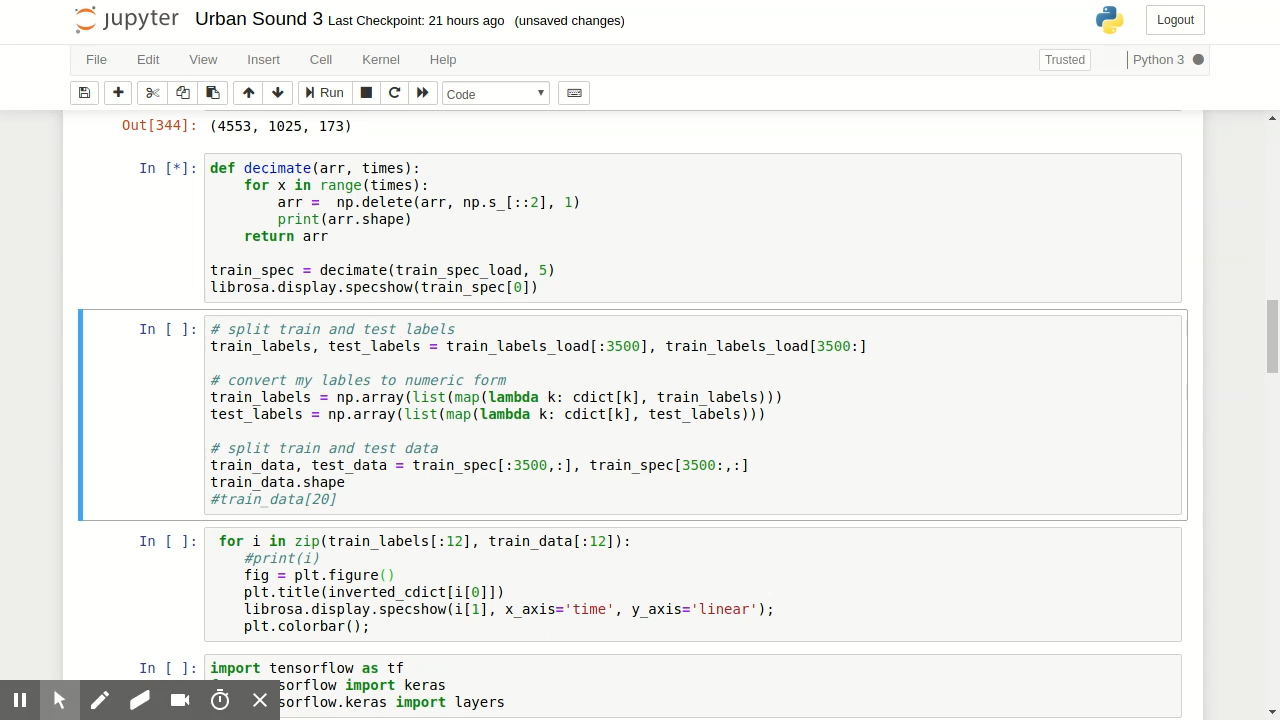 jupyter Urban Sound 3 Last Checkpoint: 21 hours ago (unsaved changes) Logout
File Edit View Insert Cell Kernel Help Trusted Python 3
Run Code
Out[344]: (4553, 1025, 173)
In [*]: def decimate(arr, times):
    for x in range(times):
        arr =  np.delete(arr, np.s_[::2], 1)
        print(arr.shape)
    return arr
train_spec = decimate(train_spec_load, 5)
librosa.display.specshow(train_spec[0])
In [ ]: # split train and test labels
train_labels, test_labels = train_labels_load[:3500], train_labels_load[3500:]
# convert my lables to numeric form
train_labels = np.array(list(map(lambda k: cdict[k], train_labels)))
test_labels = np.array(list(map(lambda k: cdict[k], test_labels)))
# split train and test data
train_data, test_data = train_spec[:3500,:], train_spec[3500:,:]
train_data.shape
#train_data[20]
In [ ]: for i in zip(train_labels[:12], train_data[:12]):
    #print(i)
    fig = plt.figure()
    plt.title(inverted_cdict[i[0]])
    librosa.display.specshow(i[1], x_axis='time', y_axis='linear');
    plt.colorbar();
In [ ]: import tensorflow as tf
sorflow import keras
sorflow.keras import layers